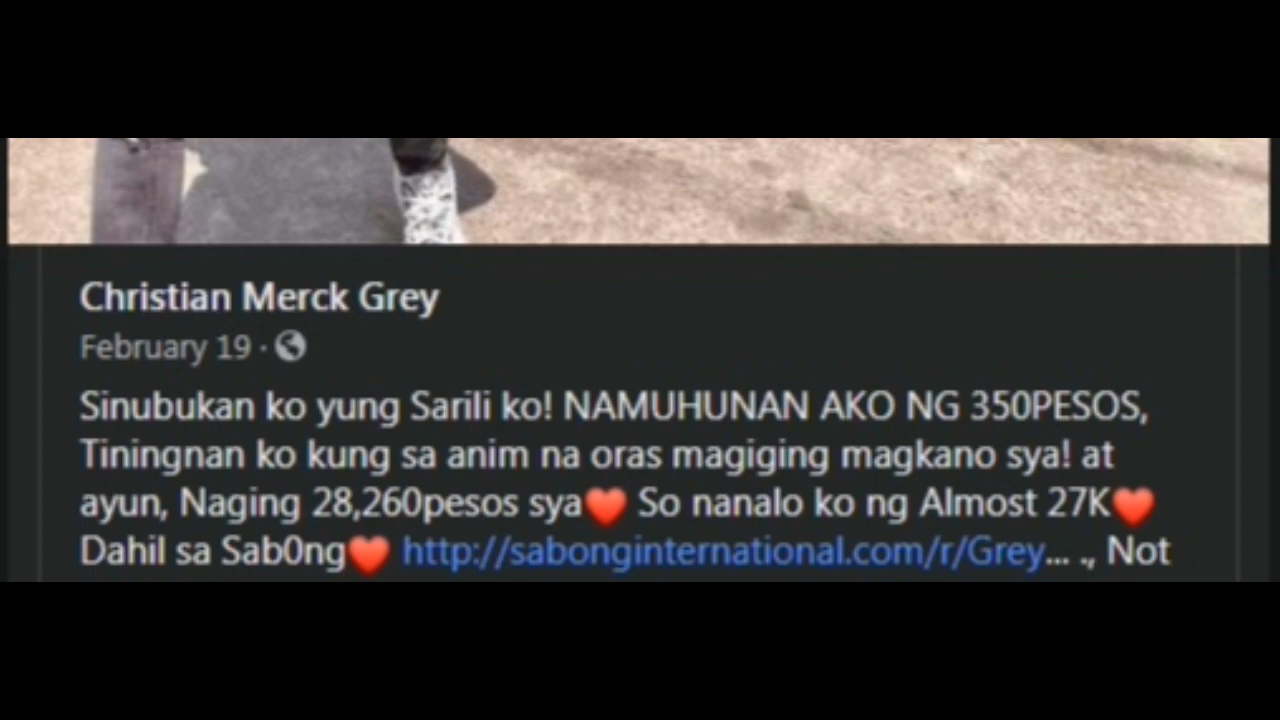 Christian Merck Grey
February 19 ·
Sinubukan ko yung Sarili ko! NAMUHUNAN AKO NG 350PESOS,
Tiningnan ko kung sa anim na oras magiging magkano sya! at
ayun, Naging 28,260pesos sya❤️ So nanalo ko ng Almost 27K❤️
Dahil sa Sab0ng❤️ http://sabonginternational.com/r/Grey... ., Not